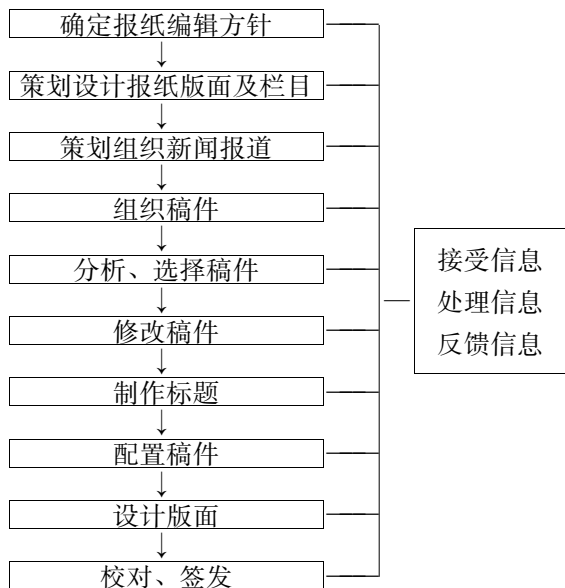 确定报纸编辑方针
策划设计报纸版面及栏目
策划组织新闻报道
组织稿件
分析、选择稿件
修改稿件
制作标题
配置稿件
设计版面
校对、签发
接受信息
处理信息
反馈信息